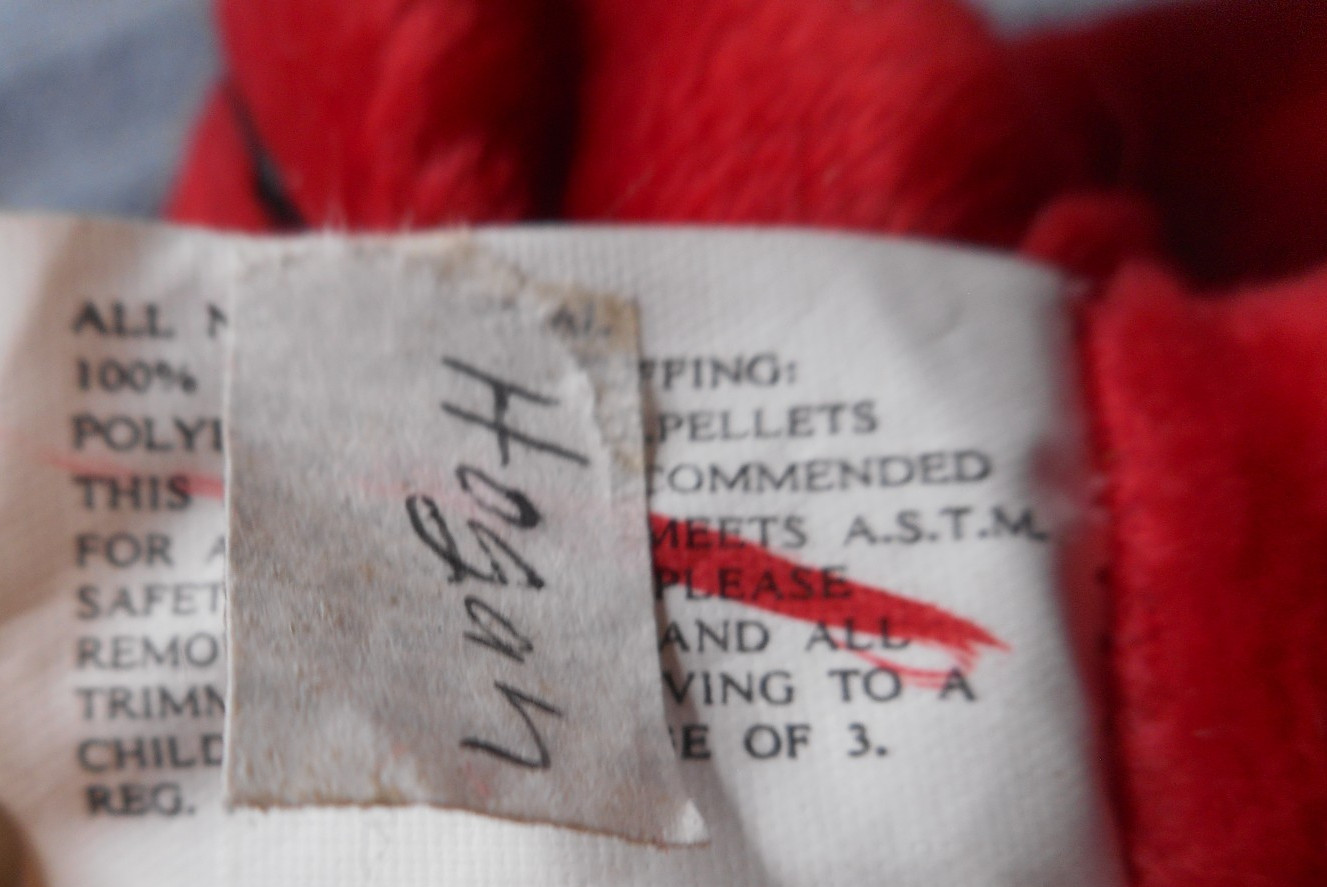 ALL N AL
100% FFING:
POLY PELLETS
THIS COMMENDED
FOR A MEETS A.S.T.M.
SAFET PLEASE
REMO AND ALL
TRIMM VING TO A
CHILD E OF 3.
REG.
Hogan